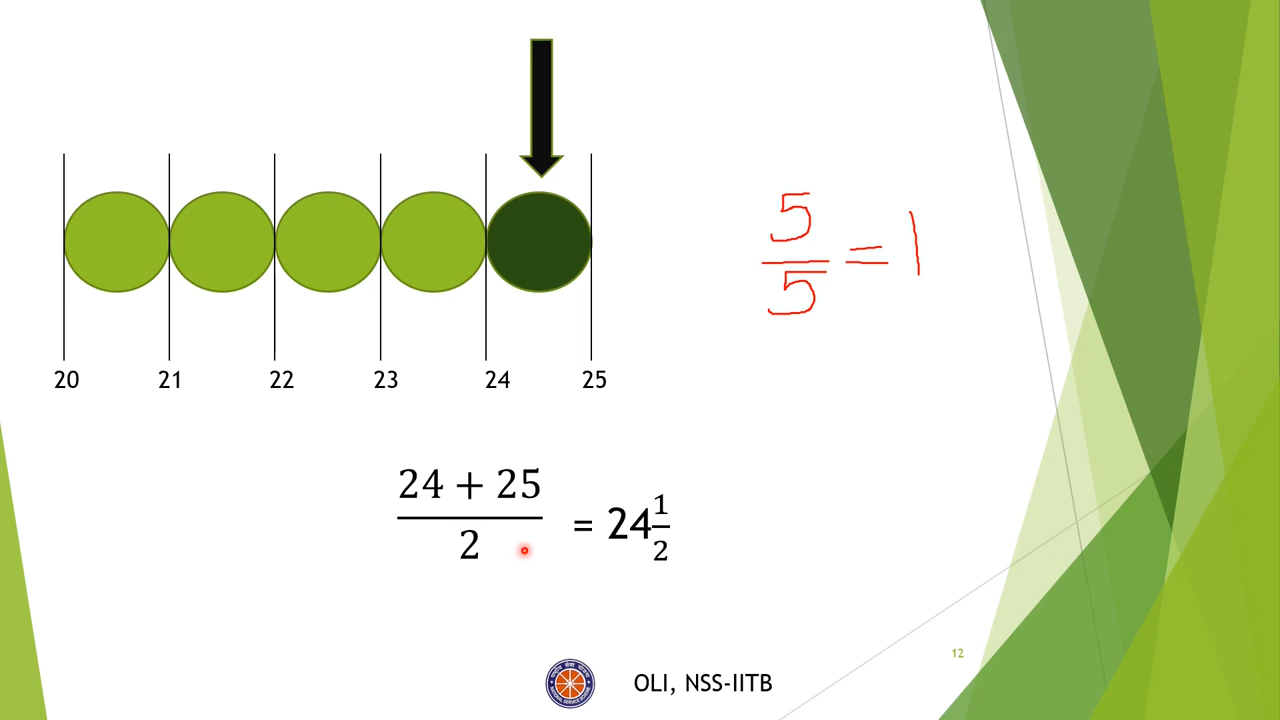 5
5 = 1
20 21 22 23 24 25
24 + 25
2
= 24 1/2
12
OLI, NSS-IITB